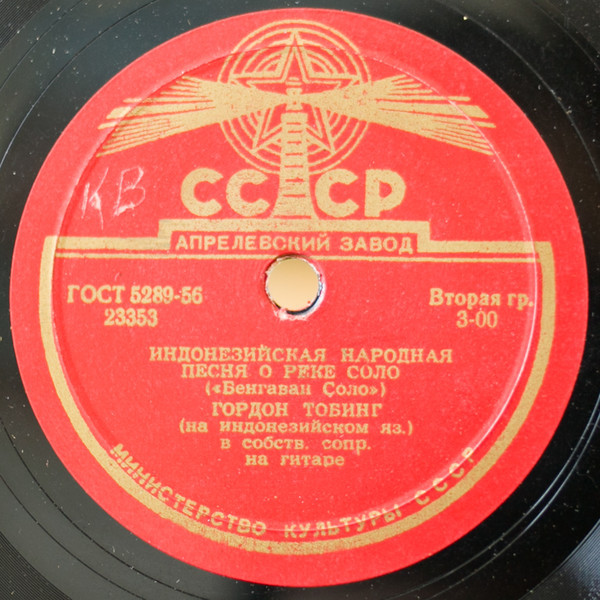 СССР
КВ
АПРЕЛЕВСКИЙ ЗАВОД
ГОСТ 5289-56
23353
Вторая гр.
3-00
ИНДОНЕЗИЙСКАЯ НАРОДНАЯ
ПЕСНЯ О РЕКЕ СОЛО
(«Бенгаван Соло»)
ГОРДОН ТОБИНГ
(на индонезийском яз.)
в собств. сопр.
на гитаре
МИНИСТЕРСТВО КУЛЬТУРЫ СССР